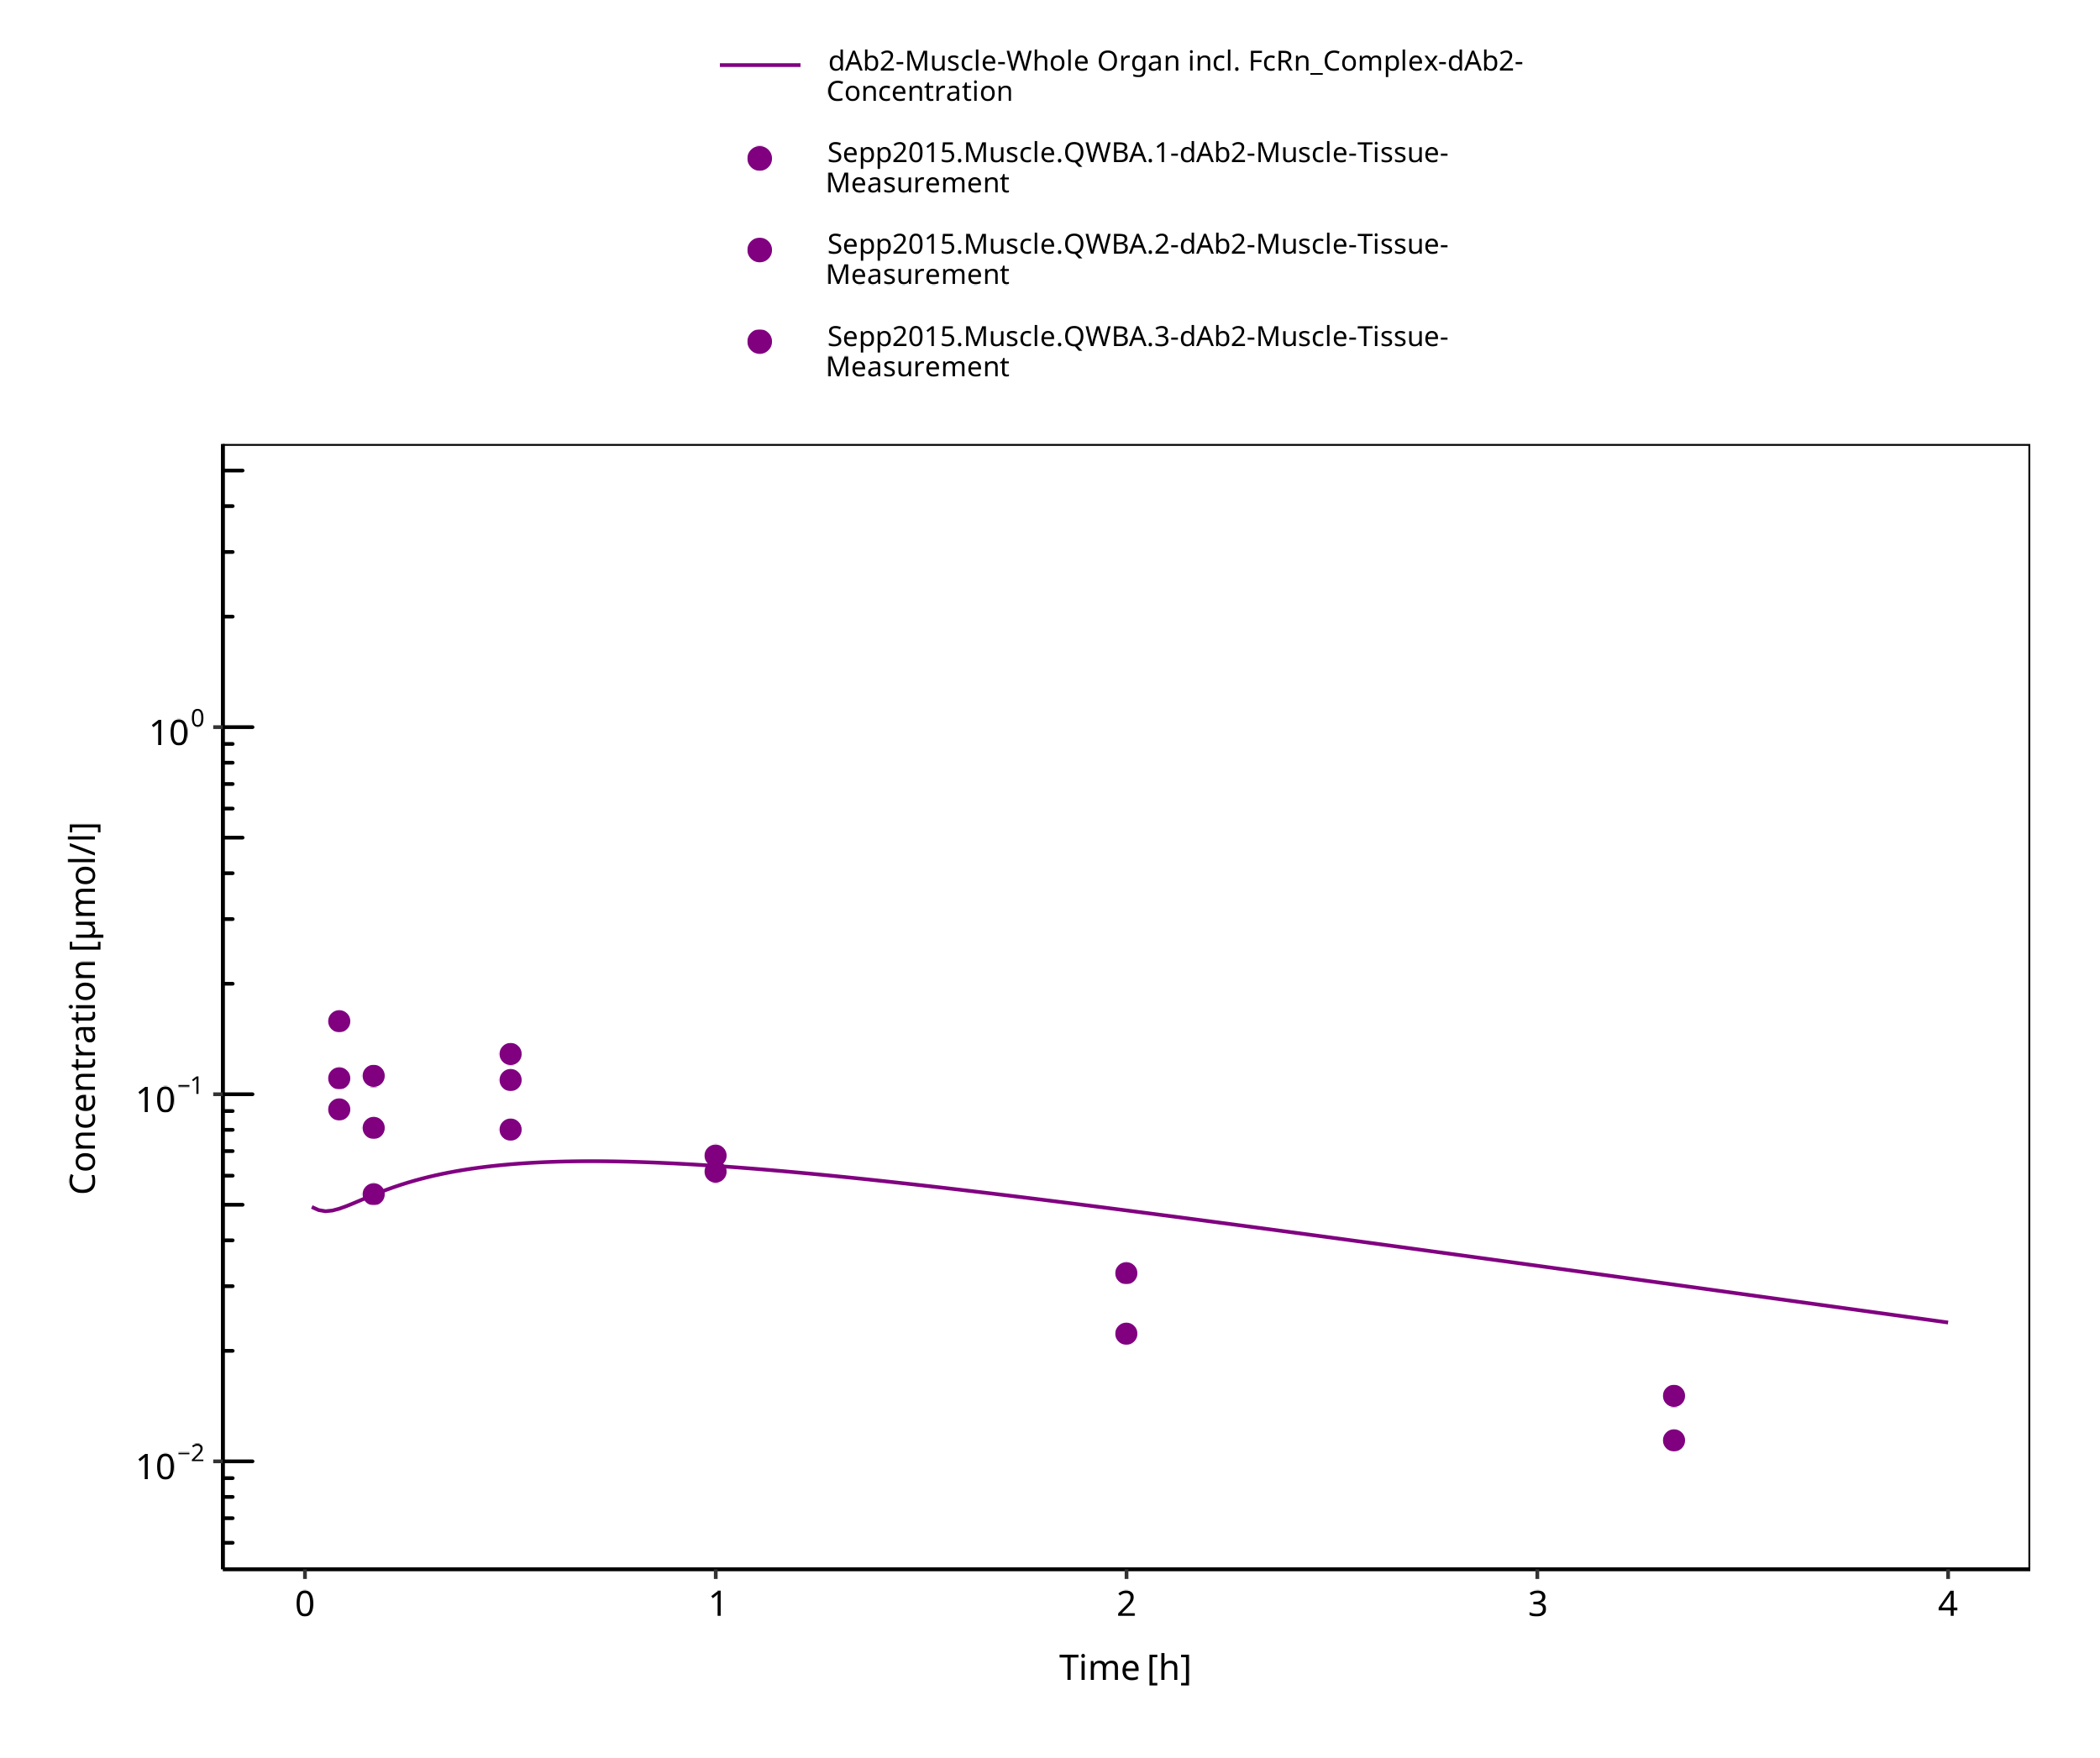 dAb2-Muscle-Whole Organ incl. FcRn_Complex-dAb2-
Concentration
Sepp2015.Muscle.QWBA.1-dAb2-Muscle-Tissue-
Measurement
Sepp2015.Muscle.QWBA.2-dAb2-Muscle-Tissue-
Measurement
Sepp2015.Muscle.QWBA.3-dAb2-Muscle-Tissue-
Measurement
Concentration [µmol/l]
10⁰
10⁻¹
10⁻²
0 1 2 3 4
Time [h]